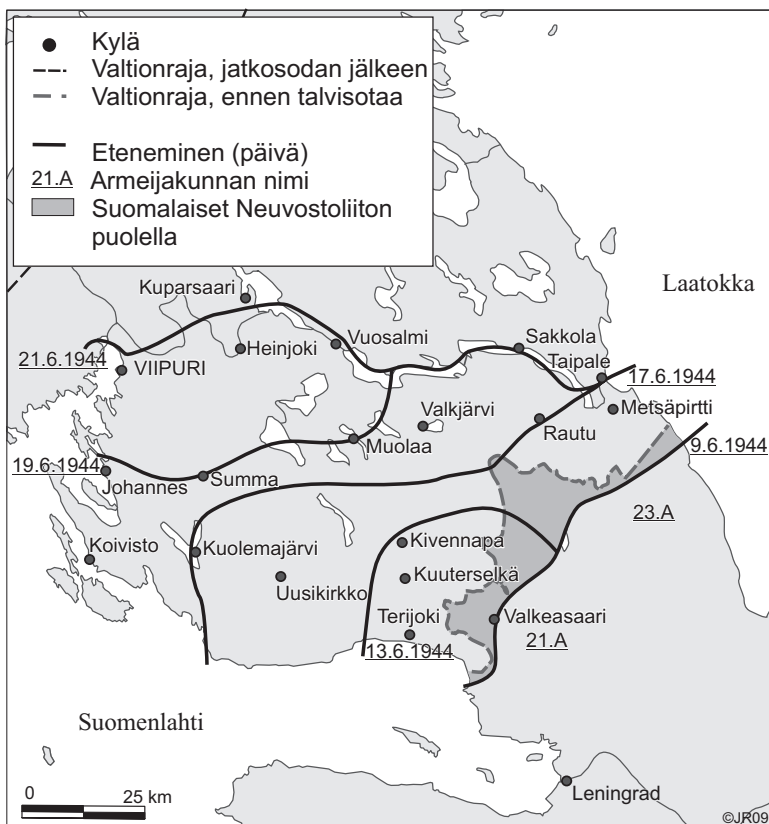 Kylä
Valtionraja, jatkosodan jälkeen
Valtionraja, ennen talvisotaa
Eteneminen (päivä)
21.A Armeijakunnan nimi
Suomalaiset Neuvostoliiton
puolella
Laatokka
Kuparsaari
Vuosalmi
Sakkola
Heinjoki
21.6.1944
VIIPURI
Taipale
17.6.1944
Metsäpirtti
Valkjärvi
Rautu
Muolaa
9.6.1944
19.6.1944
Johannes
Summa
23.A
Koivisto
Kuolemajärvi
Kivennapa
Uusikirkko
Kuuterselkä
Terijoki
Valkeasaari
13.6.1944
21.A
Suomenlahti
0 25 km
Leningrad
©JR09